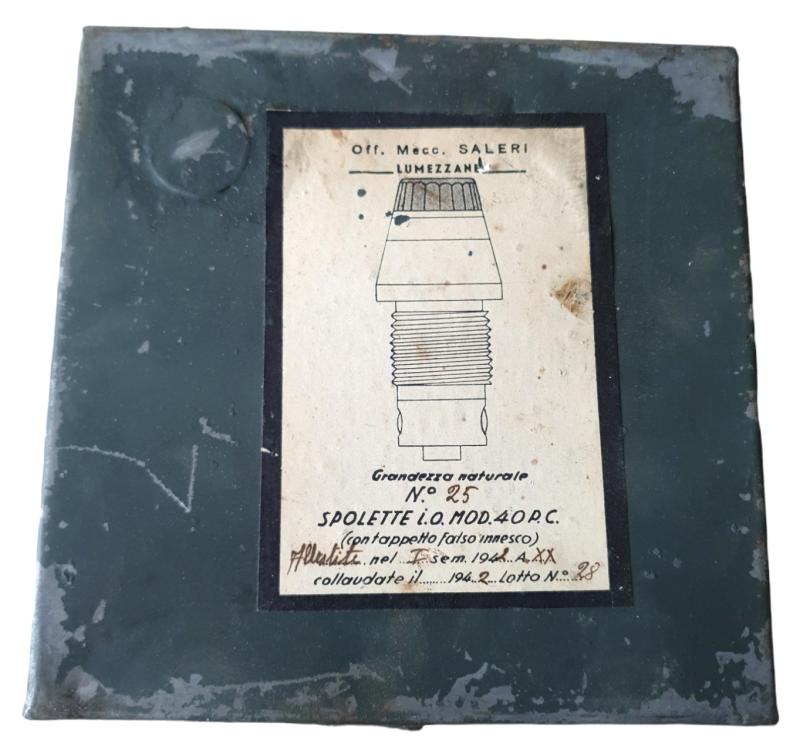 Off. Mecc. SALERI
LUMEZZANE
Grandezza naturale
N.o 25
SPOLETTE i.O. MOD. 40 P.C.
(con tappetto falso innesco)
Allestite nel I sem. 1942 A. XX
collaudate il........ 194 2 Lotto N.o 28